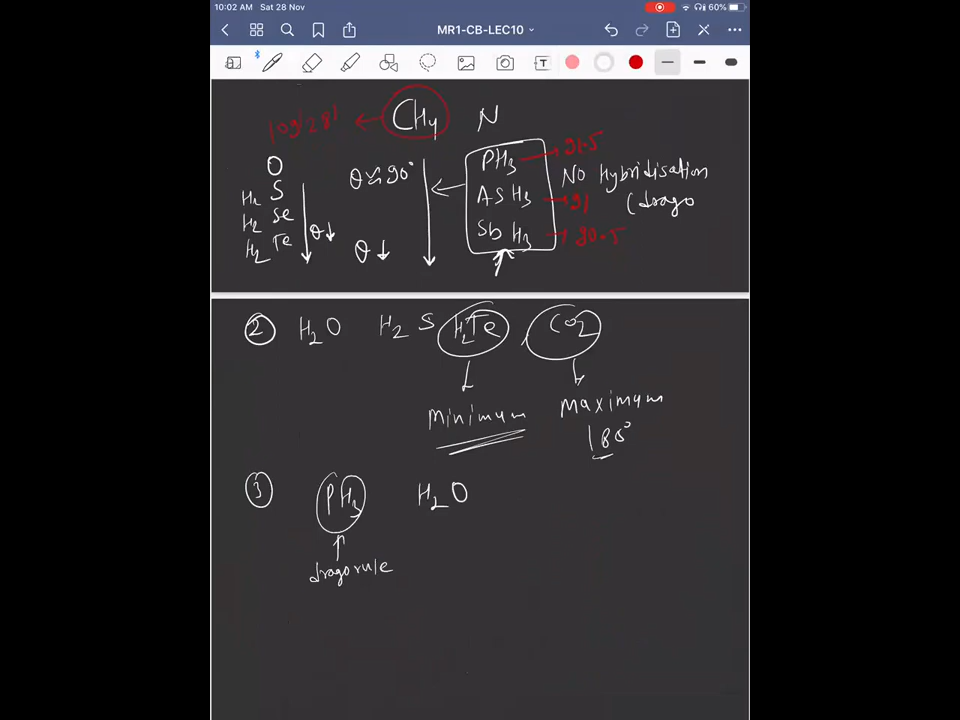 10:02 AM Sat 28 Nov
60%
MR1-CB-LEC10
T
109°28'
CH4 N
O
H2 S
H2 Se
H2 Te
θ↓
θ≈90°
θ↓
PH3 → 91.5
AsH3 → 91
SbH3 → 90.5
No Hybridisation
(drago
② H2O H2S H2Te CO2
Minimum
Maximum
180°
③ PH3 H2O
dragorule